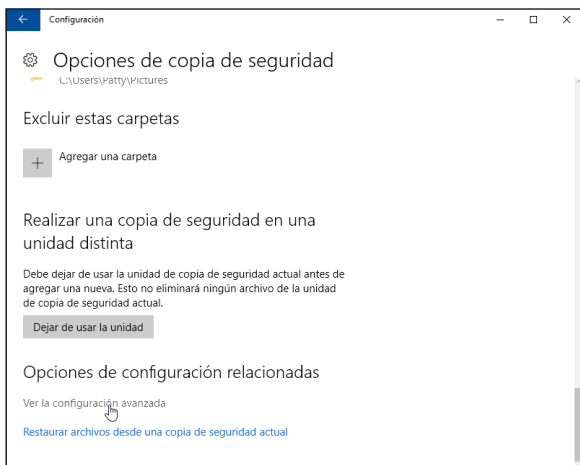 Configuración
Opciones de copia de seguridad
C:\Users\Patty\Pictures
Excluir estas carpetas
Agregar una carpeta
Realizar una copia de seguridad en una
unidad distinta
Debe dejar de usar la unidad de copia de seguridad actual antes de
agregar una nueva. Esto no eliminará ningún archivo de la unidad
de copia de seguridad actual.
Dejar de usar la unidad
Opciones de configuración relacionadas
Ver la configuración avanzada
Restaurar archivos desde una copia de seguridad actual